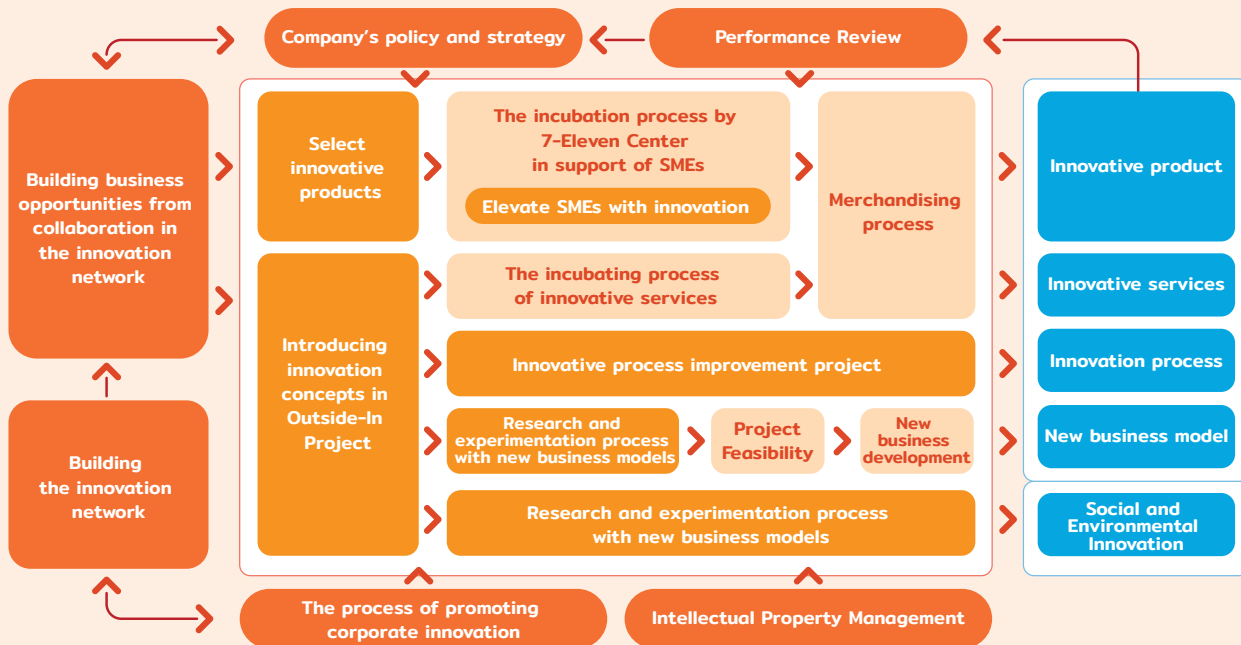 Company's policy and strategy
Performance Review
Building business
opportunities from
collaboration in
the innovation
network
Select
innovative
products
The incubation process by
7-Eleven Center
in support of SMEs
Elevate SMEs with innovation
Merchandising
process
Innovative product
The incubating process
of innovative services
Innovative services
Introducing
innovation
concepts in
Outside-In
Project
Innovative process improvement project
Innovation process
Research and
experimentation process
with new business models
Project
Feasibility
New
business
development
New business model
Building
the innovation
network
Research and experimentation process
with new business models
Social and
Environmental
Innovation
The process of promoting
corporate innovation
Intellectual Property Management